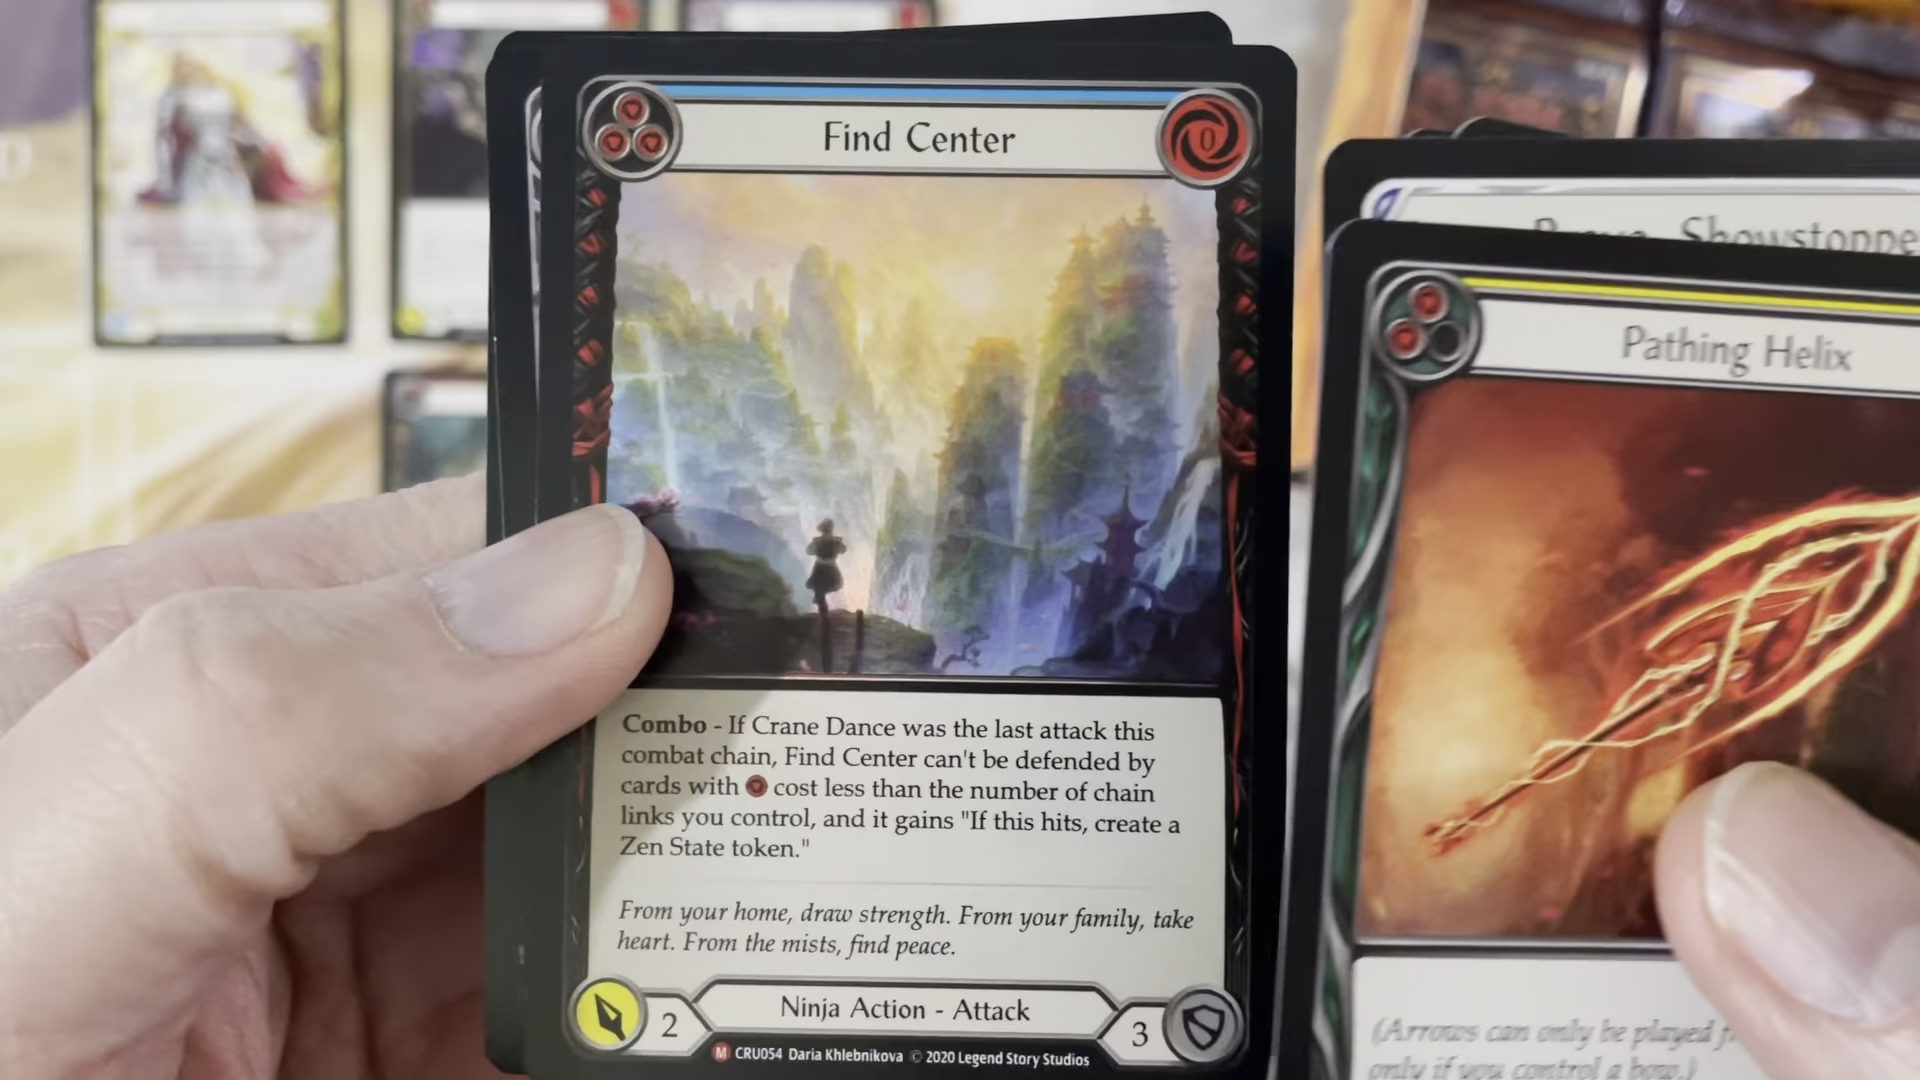 Find Center
0
Combo - If Crane Dance was the last attack this
combat chain, Find Center can't be defended by
cards with cost less than the number of chain
links you control, and it gains "If this hits, create a
Zen State token."
From your home, draw strength. From your family, take
heart. From the mists, find peace.
2
Ninja Action - Attack
3
M CRU054 Daria Khlebnikova © 2020 Legend Story Studios
Showstoppe
Pathing Helix
(Arrows can only be played f
only if you control a bow.)